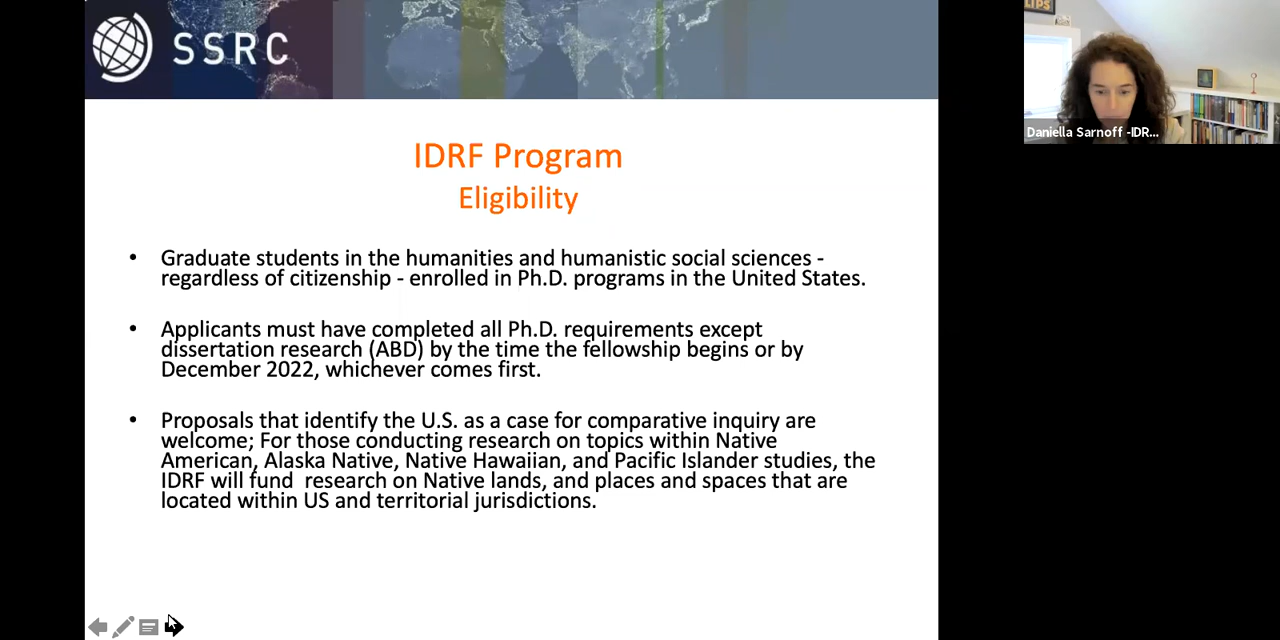 SSRC
LIPS
Daniella Sarnoff -IDR...
IDRF Program
Eligibility
• Graduate students in the humanities and humanistic social sciences -
regardless of citizenship - enrolled in Ph.D. programs in the United States.
• Applicants must have completed all Ph.D. requirements except
dissertation research (ABD) by the time the fellowship begins or by
December 2022, whichever comes first.
• Proposals that identify the U.S. as a case for comparative inquiry are
welcome; For those conducting research on topics within Native
American, Alaska Native, Native Hawaiian, and Pacific Islander studies, the
IDRF will fund  research on Native lands, and places and spaces that are
located within US and territorial jurisdictions.